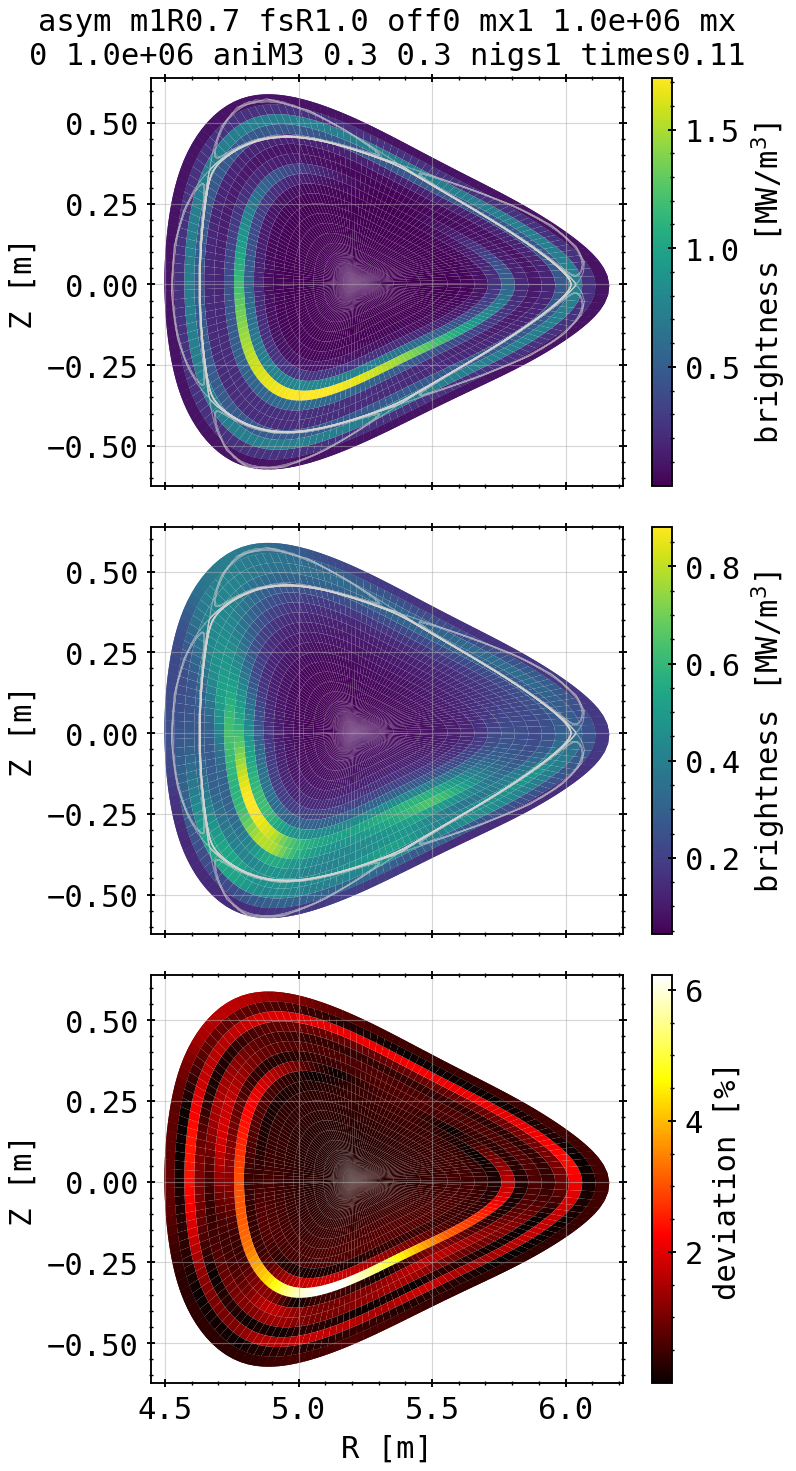 asym m1R0.7 fsR1.0 off0 mx1 1.0e+06 mx
0 1.0e+06 aniM3 0.3 0.3 nigs1 times0.11
0.50
0.25
0.00
−0.25
−0.50
Z [m]
1.5
1.0
0.5
brightness [MW/m³]
0.50
0.25
0.00
−0.25
−0.50
Z [m]
0.8
0.6
0.4
0.2
brightness [MW/m³]
0.50
0.25
0.00
−0.25
−0.50
Z [m]
6
4
2
deviation [%]
4.5 5.0 5.5 6.0
R [m]